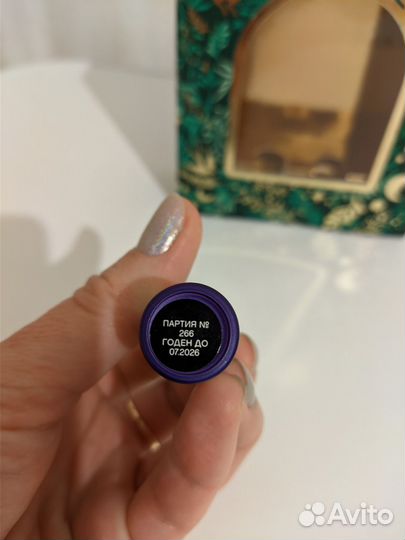 ПАРТИЯ №
266
ГОДЕН ДО
07.2026
Avito